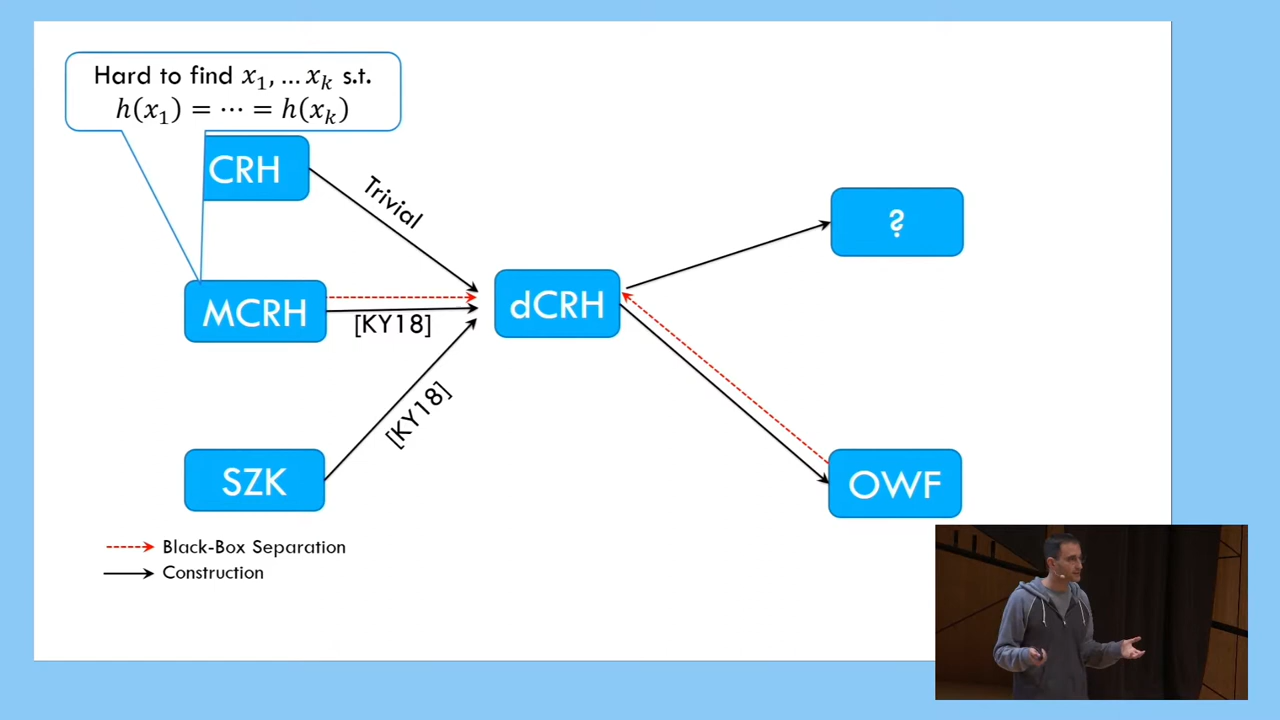 Hard to find 𝑥₁, … 𝑥ₖ s.t.
ℎ(𝑥₁) = ⋯ = ℎ(𝑥ₖ)
CRH
Trivial
?
MCRH
[KY18]
dCRH
[KY18]
SZK
OWF
Black-Box Separation
Construction